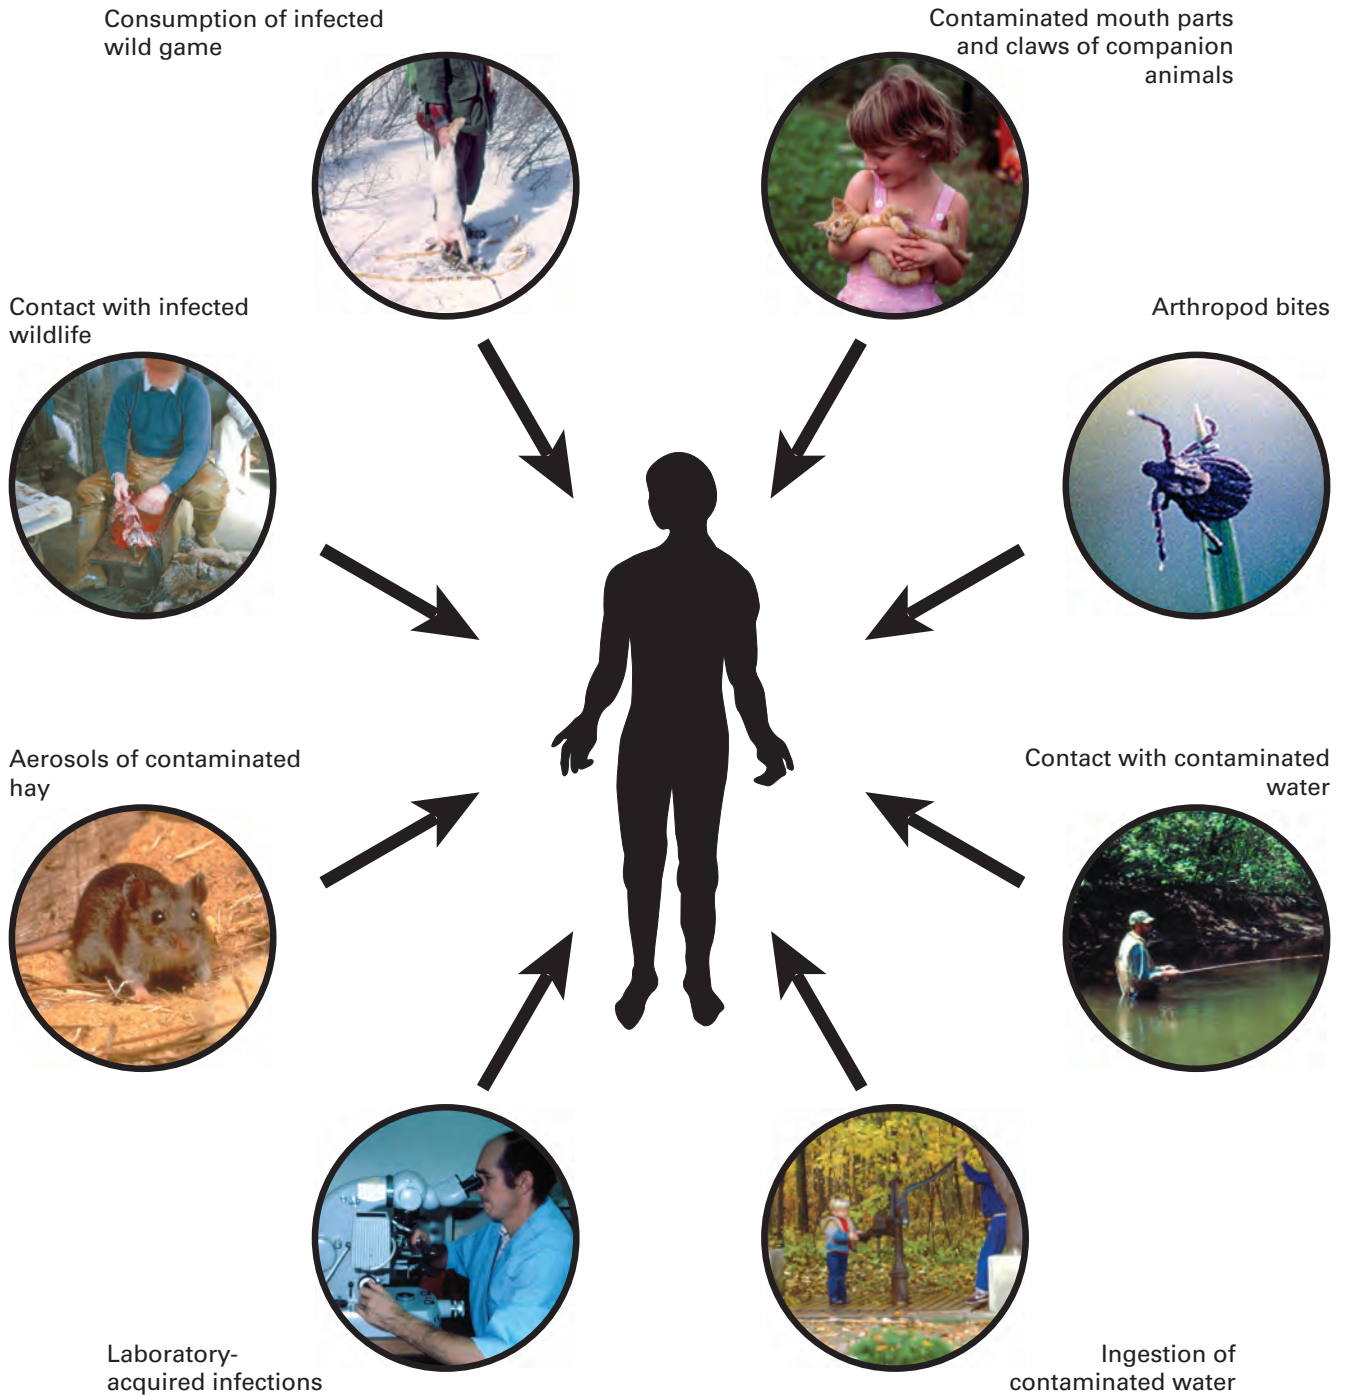 Consumption of infected
wild game
Contaminated mouth parts
and claws of companion
animals
Contact with infected
wildlife
Arthropod bites
Aerosols of contaminated
hay
Contact with contaminated
water
Laboratory-
acquired infections
Ingestion of
contaminated water